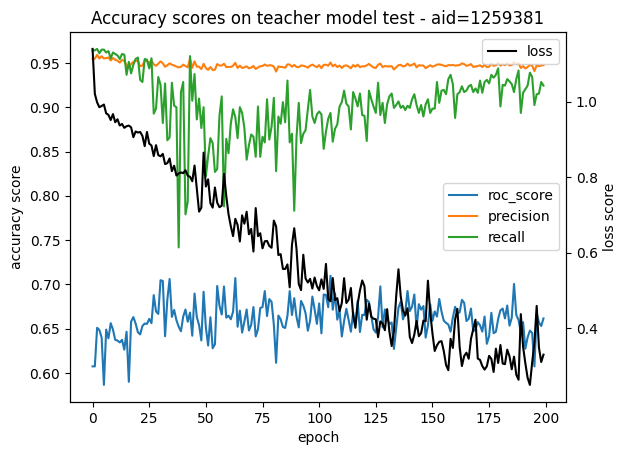 Accuracy scores on teacher model test - aid=1259381
accuracy score
0.95
0.90
0.85
0.80
0.75
0.70
0.65
0.60
loss
roc_score
precision
recall
1.0
0.8
0.6
0.4
loss score
0
25
50
75
100
125
150
175
200
epoch